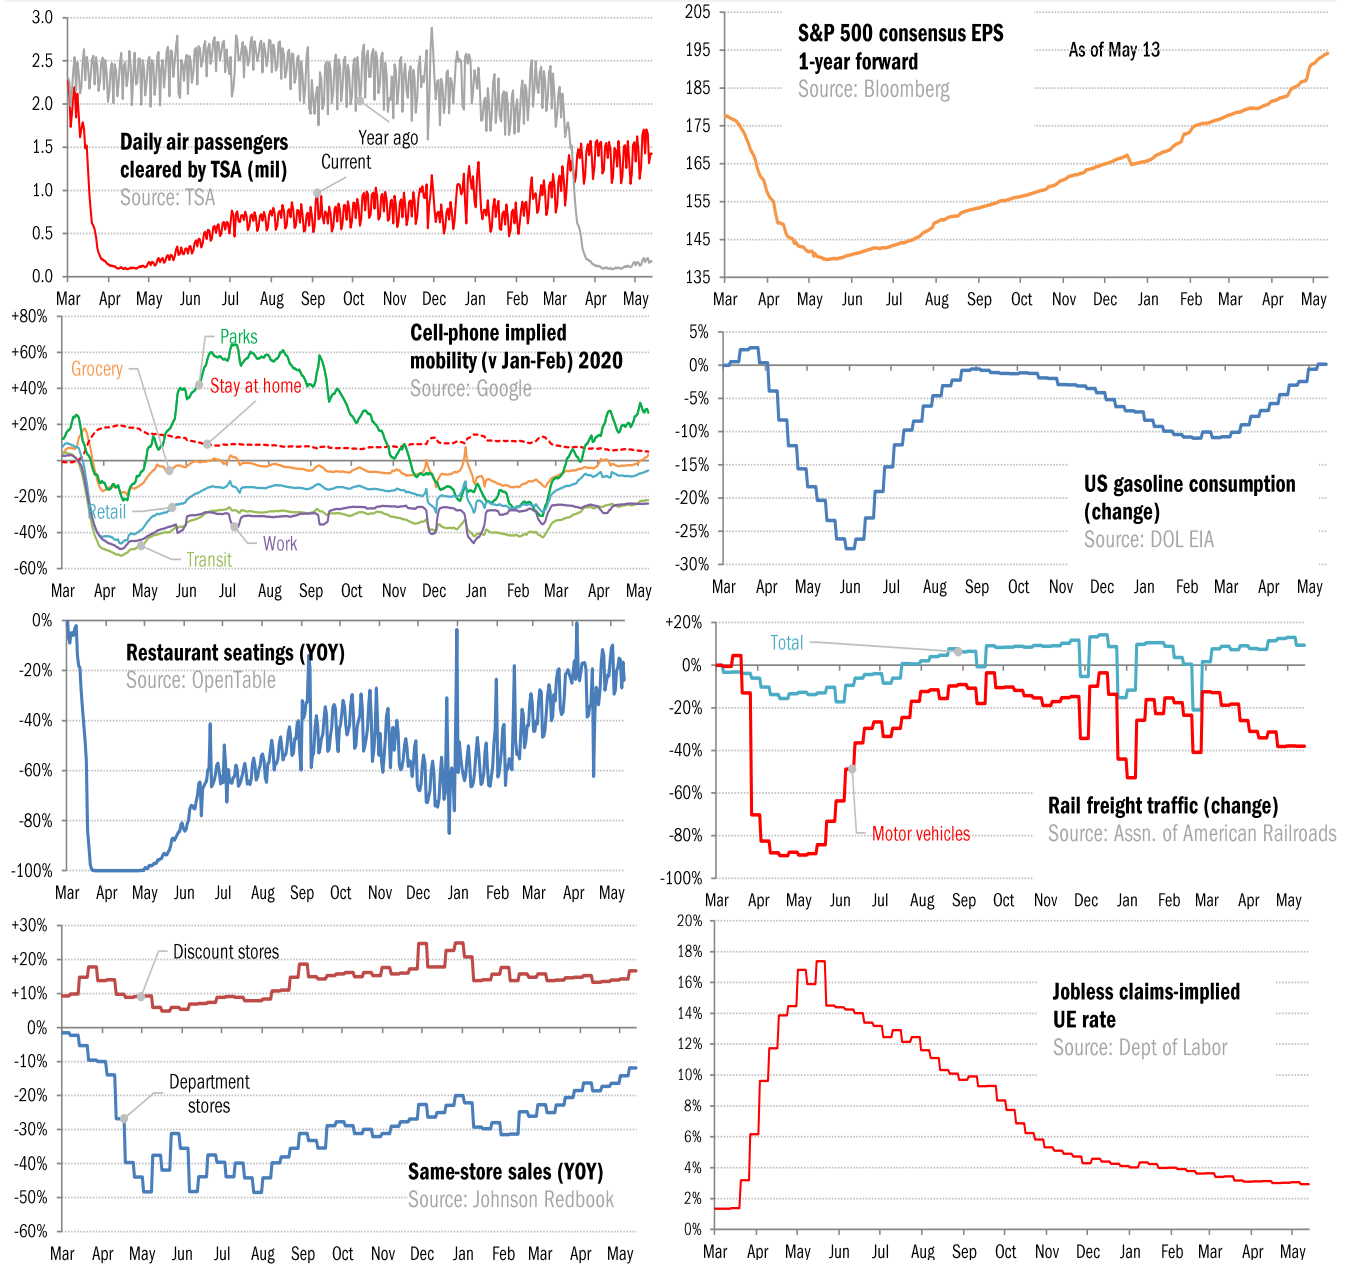 3.0
2.5
2.0
1.5
1.0
0.5
0.0
Daily air passengers
cleared by TSA (mil)
Source: TSA
Year ago
Current
Mar Apr May Jun Jul Aug Sep Oct Nov Dec Jan Feb Mar Apr May
205
195
185
175
165
155
145
135
S&P 500 consensus EPS
1-year forward
Source: Bloomberg
As of May 13
Mar Apr May Jun Jul Aug Sep Oct Nov Dec Jan Feb Mar Apr May
+80%
+60%
+40%
+20%
-20%
-40%
-60%
Cell-phone implied
mobility (v Jan-Feb) 2020
Source: Google
Parks
Grocery
Stay at home
Retail
Work
Transit
Mar Apr May Jun Jul Aug Sep Oct Nov Dec Jan Feb Mar Apr May
5%
0%
-5%
-10%
-15%
-20%
-25%
-30%
US gasoline consumption
(change)
Source: DOL EIA
Mar Apr May Jun Jul Aug Sep Oct Nov Dec Jan Feb Mar Apr May
0%
-20%
-40%
-60%
-80%
-100%
Restaurant seatings (YOY)
Source: OpenTable
Mar Apr May Jun Jul Aug Sep Oct Nov Dec Jan Feb Mar Apr May
+20%
0%
-20%
-40%
-60%
-80%
-100%
Total
Motor vehicles
Rail freight traffic (change)
Source: Assn. of American Railroads
Mar Apr May Jun Jul Aug Sep Oct Nov Dec Jan Feb Mar Apr May
+30%
+20%
+10%
0%
-10%
-20%
-30%
-40%
-50%
-60%
Discount stores
Department
stores
Same-store sales (YOY)
Source: Johnson Redbook
Mar Apr May Jun Jul Aug Sep Oct Nov Dec Jan Feb Mar Apr May
20%
18%
16%
14%
12%
10%
8%
6%
4%
2%
0%
Jobless claims-implied
UE rate
Source: Dept of Labor
Mar Apr May Jun Jul Aug Sep Oct Nov Dec Jan Feb Mar Apr May